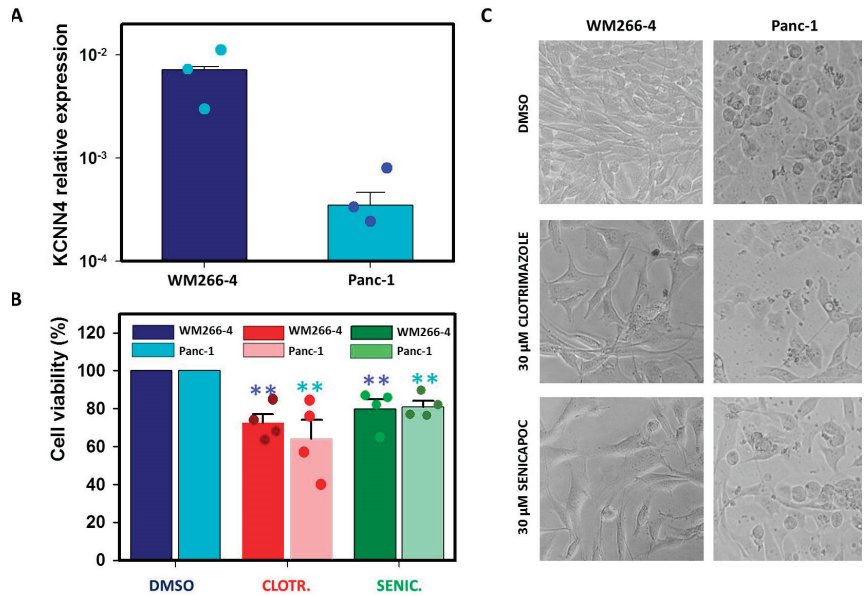 A
KCNN4 relative expression
10-2
10-3
10-4
WM266-4
Panc-1
B
Cell viability (%)
120
100
80
60
40
20
0
WM266-4
Panc-1
WM266-4
Panc-1
WM266-4
Panc-1
**
**
**
**
DMSO
CLOTR.
SENIC.
C
WM266-4
Panc-1
DMSO
30 µM CLOTRIMAZOLE
30 µM SENICAPOC